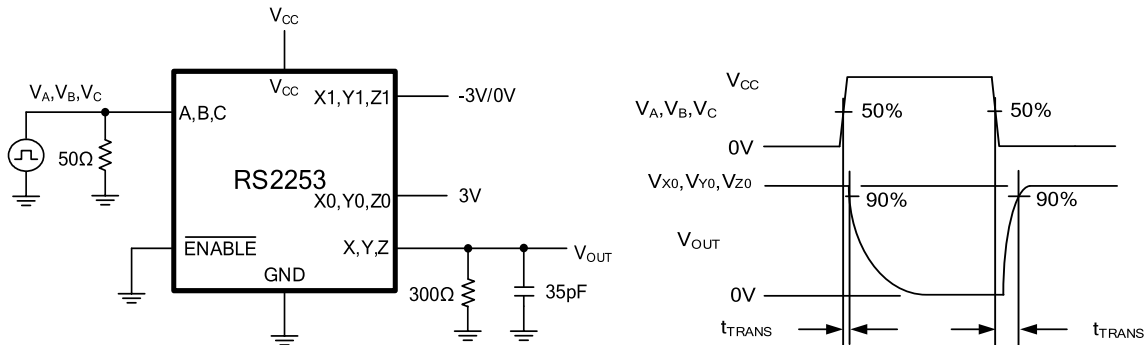 VCC
VA,VB,VC
50Ω
VCC
A,B,C
X1,Y1,Z1
-3V/0V
RS2253
X0,Y0,Z0
3V
ENABLE
X,Y,Z
VOUT
GND
300Ω
35pF
VCC
VA,VB,VC
50%
50%
0V
VX0,VY0,VZ0
90%
90%
VOUT
0V
tTRANS
tTRANS